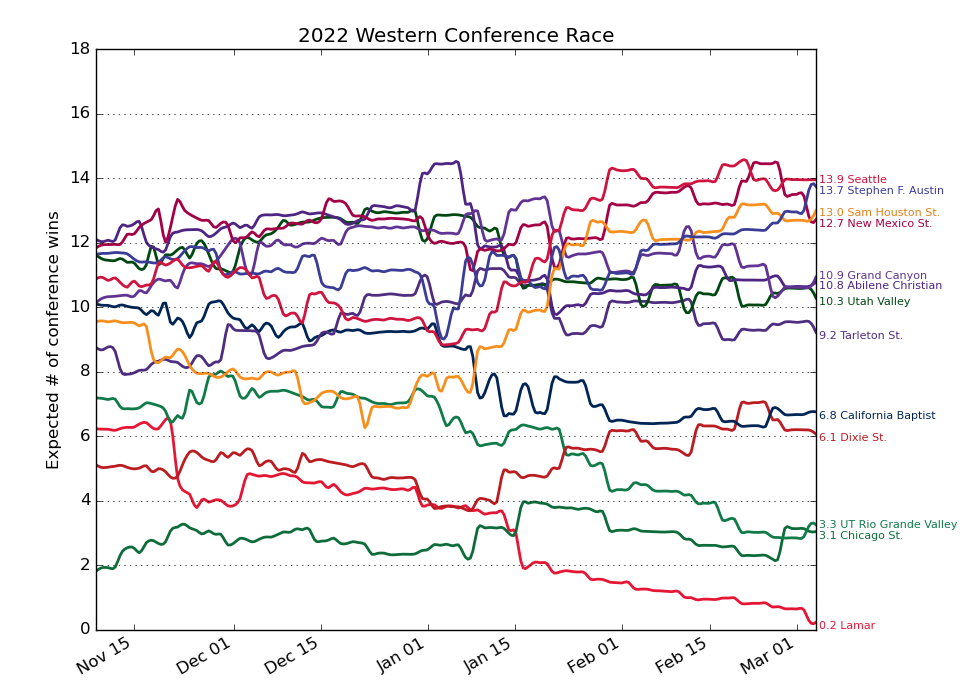 2022 Western Conference Race
Expected # of conference wins
18
16
14
12
10
8
6
4
2
0
Nov 15
Dec 01
Dec 15
Jan 01
Jan 15
Feb 01
Feb 15
Mar 01
13.9 Seattle
13.7 Stephen F. Austin
13.0 Sam Houston St.
12.7 New Mexico St.
10.9 Grand Canyon
10.8 Abilene Christian
10.3 Utah Valley
9.2 Tarleton St.
6.8 California Baptist
6.1 Dixie St.
3.3 UT Rio Grande Valley
3.1 Chicago St.
0.2 Lamar